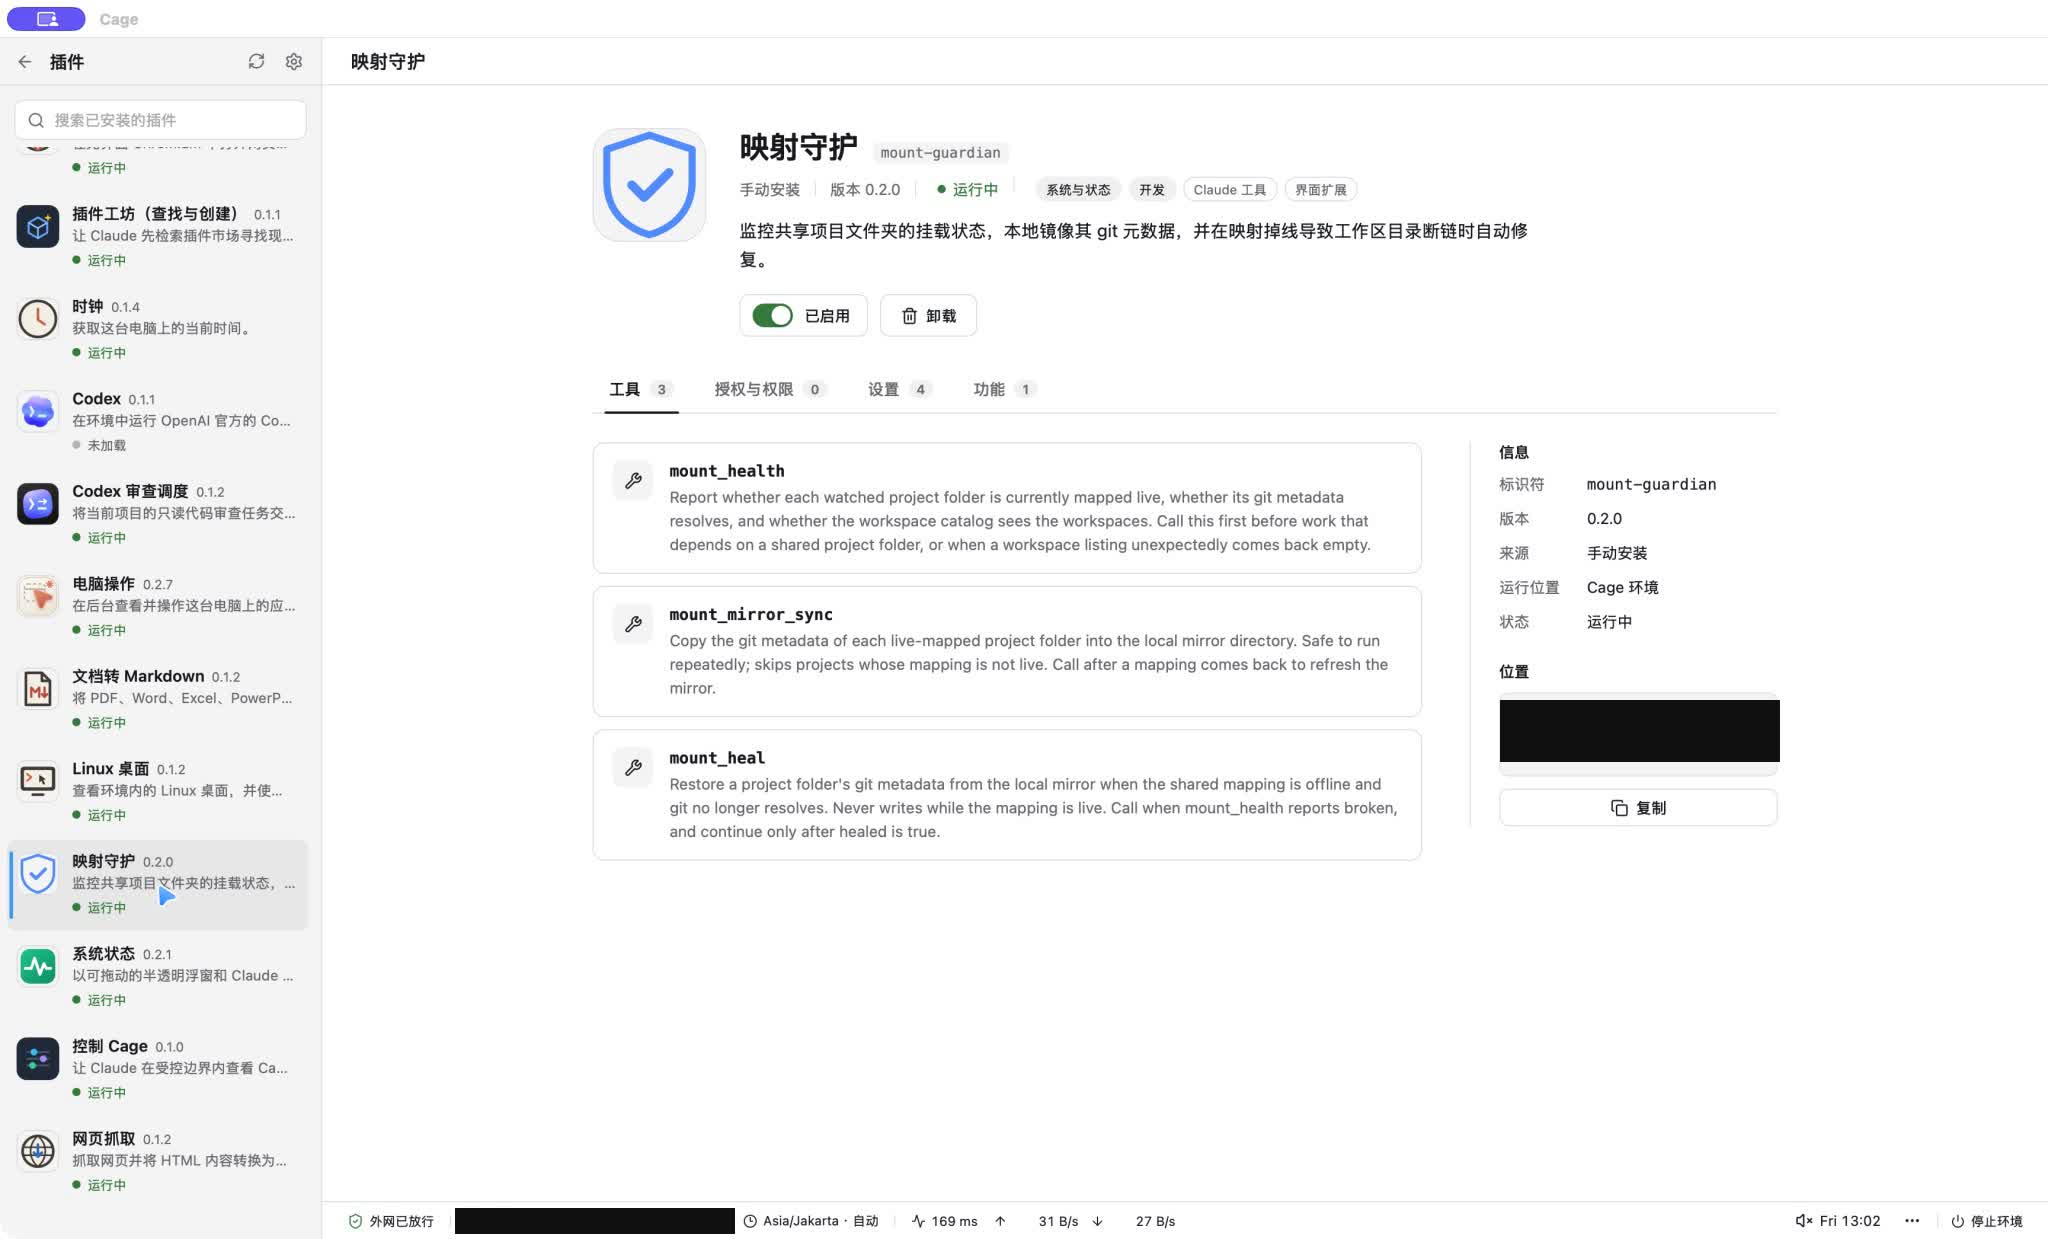 Cage
插件
映射守护
搜索已安装的插件
运行中
插件工坊（查找与创建） 0.1.1
让 Claude 先检索插件市场寻找现...
运行中
时钟 0.1.4
获取这台电脑上的当前时间。
运行中
Codex 0.1.1
在环境中运行 OpenAI 官方的 Co...
未加载
Codex 审查调度 0.1.2
将当前项目的只读代码审查任务交...
运行中
电脑操作 0.2.7
在后台查看并操作这台电脑上的应...
运行中
文档转 Markdown 0.1.2
将 PDF、Word、Excel、PowerP...
运行中
Linux 桌面 0.1.2
查看环境内的 Linux 桌面，并使...
运行中
映射守护 0.2.0
监控共享项目文件夹的挂载状态，...
运行中
系统状态 0.2.1
以可拖动的半透明浮窗和 Claude ...
运行中
控制 Cage 0.1.0
让 Claude 在受控边界内查看 Ca...
运行中
网页抓取 0.1.2
抓取网页并将 HTML 内容转换为...
运行中
映射守护 mount-guardian
手动安装 版本 0.2.0 运行中 系统与状态 开发 Claude 工具 界面扩展
监控共享项目文件夹的挂载状态，本地镜像其 git 元数据，并在映射掉线导致工作区目录断链时自动修
复。
已启用 卸载
工具 3 授权与权限 0 设置 4 功能 1
mount_health
Report whether each watched project folder is currently mapped live, whether its git metadata
resolves, and whether the workspace catalog sees the workspaces. Call this first before work that
depends on a shared project folder, or when a workspace listing unexpectedly comes back empty.
mount_mirror_sync
Copy the git metadata of each live-mapped project folder into the local mirror directory. Safe to run
repeatedly; skips projects whose mapping is not live. Call after a mapping comes back to refresh the
mirror.
mount_heal
Restore a project folder's git metadata from the local mirror when the shared mapping is offline and
git no longer resolves. Never writes while the mapping is live. Call when mount_health reports broken,
and continue only after healed is true.
信息
标识符 mount-guardian
版本 0.2.0
来源 手动安装
运行位置 Cage 环境
状态 运行中
位置
复制
外网已放行 Asia/Jakarta · 自动 169 ms ↑ 31 B/s ↓ 27 B/s Fri 13:02 ··· 停止环境